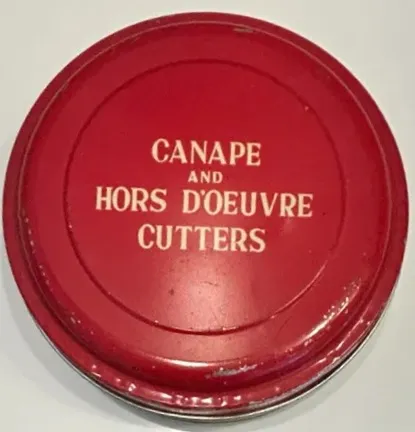 CANAPE
AND
HORS D'OEUVRE
CUTTERS